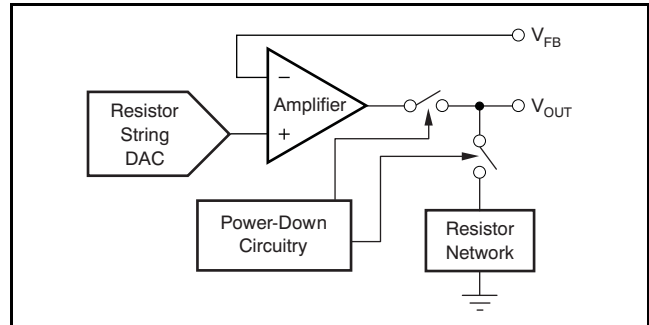 V_FB
−
Amplifier
+
V_OUT
Resistor
String
DAC
Power-Down
Circuitry
Resistor
Network